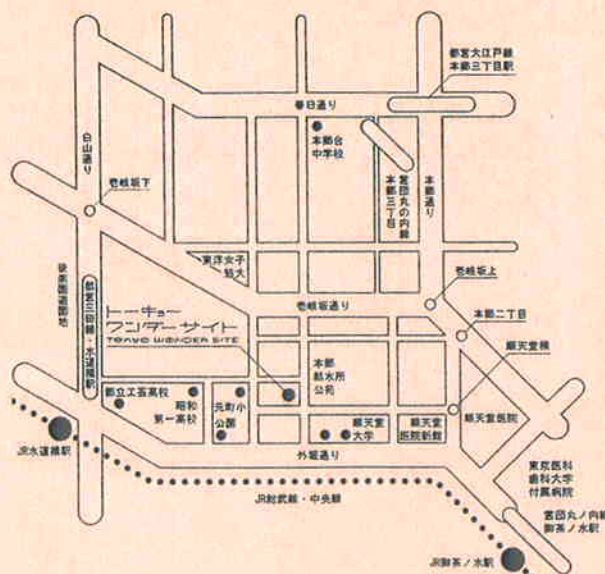 都営大江戸線
本郷三丁目駅
春日通り
白山通り
本郷台
中学校
営団丸の内線
本郷三丁目
本郷通り
壱岐坂下
東洋女子
短大
後楽園遊園地
都営三田線・水道橋駅
壱岐坂上
壱岐坂通り
本郷二丁目
トーキョー
ワンダーサイト
TOKYO WONDER SITE
順天堂横
本郷
給水所
公苑
都立工芸高校
昭和
第一高校
元町小
公園
順天堂
大学
順天堂
医院新館
順天堂医院
外堀通り
JR水道橋駅
東京医科
歯科大学
付属病院
JR総武線・中央線
営団丸ノ内線
御茶ノ水駅
JR御茶ノ水駅